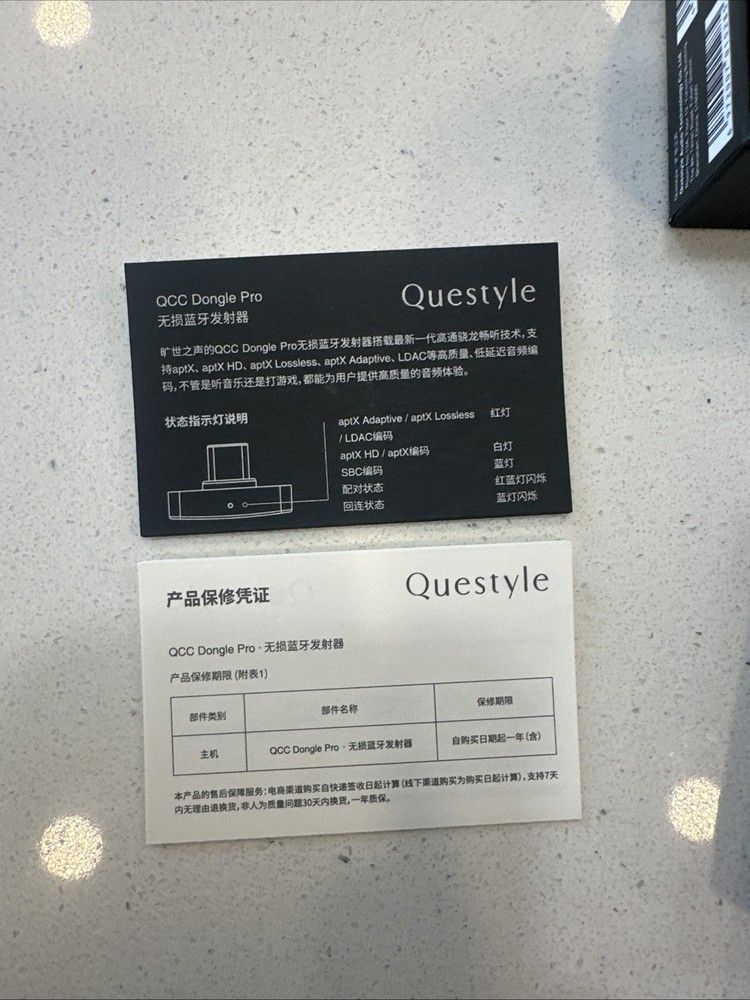 QCC Dongle Pro
无损蓝牙发射器
Questyle
旷世之声的QCC Dongle Pro无损蓝牙发射器搭载最新一代高通骁龙畅听技术,支
持aptX、aptX HD、aptX Lossless、aptX Adaptive、LDAC等高质量、低延迟音频编
码,不管是听音乐还是打游戏,都能为用户提供高质量的音频体验。
状态指示灯说明
aptX Adaptive / aptX Lossless 红灯
/ LDAC编码
aptX HD / aptX编码 白灯
SBC编码 蓝灯
配对状态 红蓝灯闪烁
回连状态 蓝灯闪烁
产品保修凭证
Questyle
QCC Dongle Pro · 无损蓝牙发射器
产品保修期限 (附表1)
部件类别 部件名称 保修期限
主机 QCC Dongle Pro · 无损蓝牙发射器 自购买日期起一年(含)
本产品的售后保障服务:电商渠道购买自快递签收日起计算(线下渠道购买为购买日起计算),支持7天
内无理由退换货,非人为质量问题30天内换货,一年质保。
Questyle Audio Technology Co., Ltd.